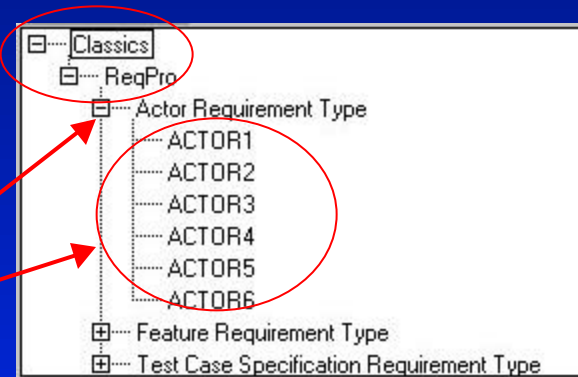 Classics
ReqPro
Actor Requirement Type
ACTOR1
ACTOR2
ACTOR3
ACTOR4
ACTOR5
ACTOR6
Feature Requirement Type
Test Case Specification Requirement Type